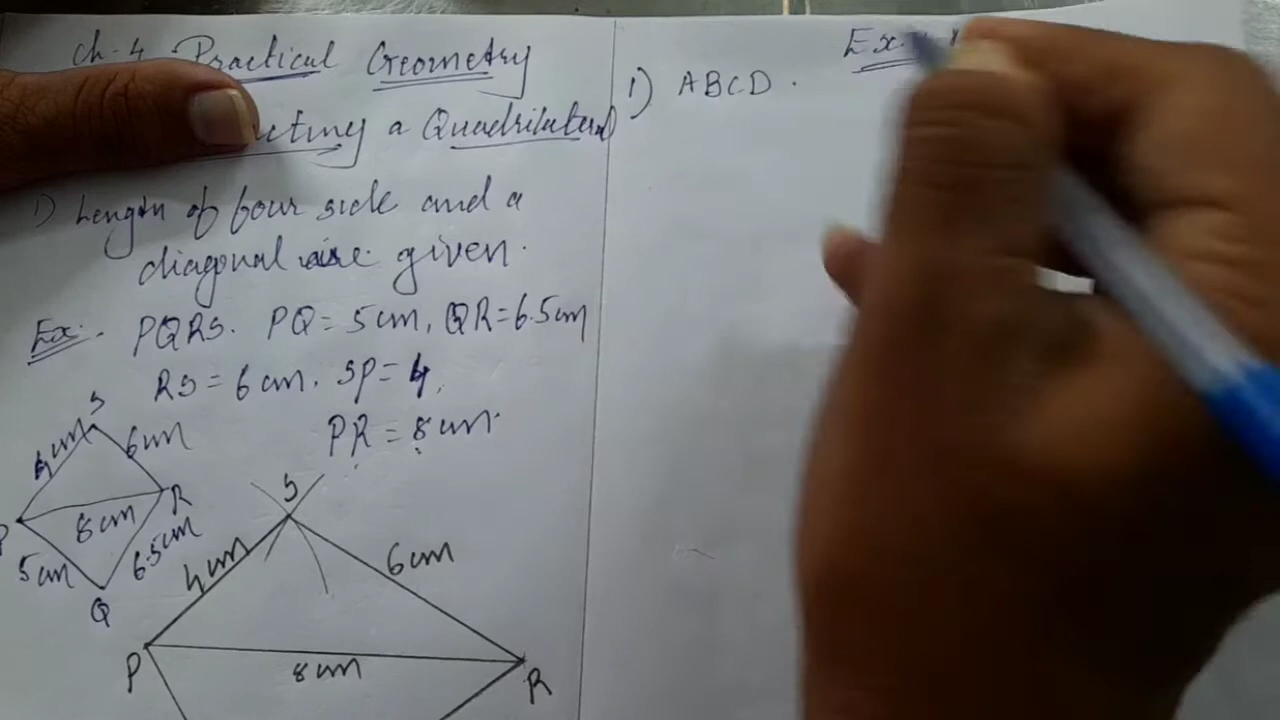 Ch-4 Practical Geometry
a Quadrilateral
1) Length of four side and a
diagonal are given.
Ex:- PQRS. PQ = 5cm, QR = 6.5cm
RS = 6cm. SP = 4,
PR = 8cm.
S
4cm
6cm
P
8cm
R
5cm
6.5cm
Q
S
4cm
6cm
P
8cm
R
Ex.
1) ABCD.